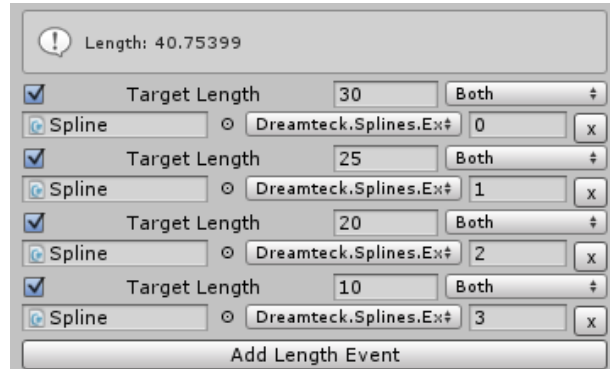 Length: 40.75399
Target Length 30 Both
Spline Dreamteck.Splines.Ex 0 x
Target Length 25 Both
Spline Dreamteck.Splines.Ex 1 x
Target Length 20 Both
Spline Dreamteck.Splines.Ex 2 x
Target Length 10 Both
Spline Dreamteck.Splines.Ex 3 x
Add Length Event